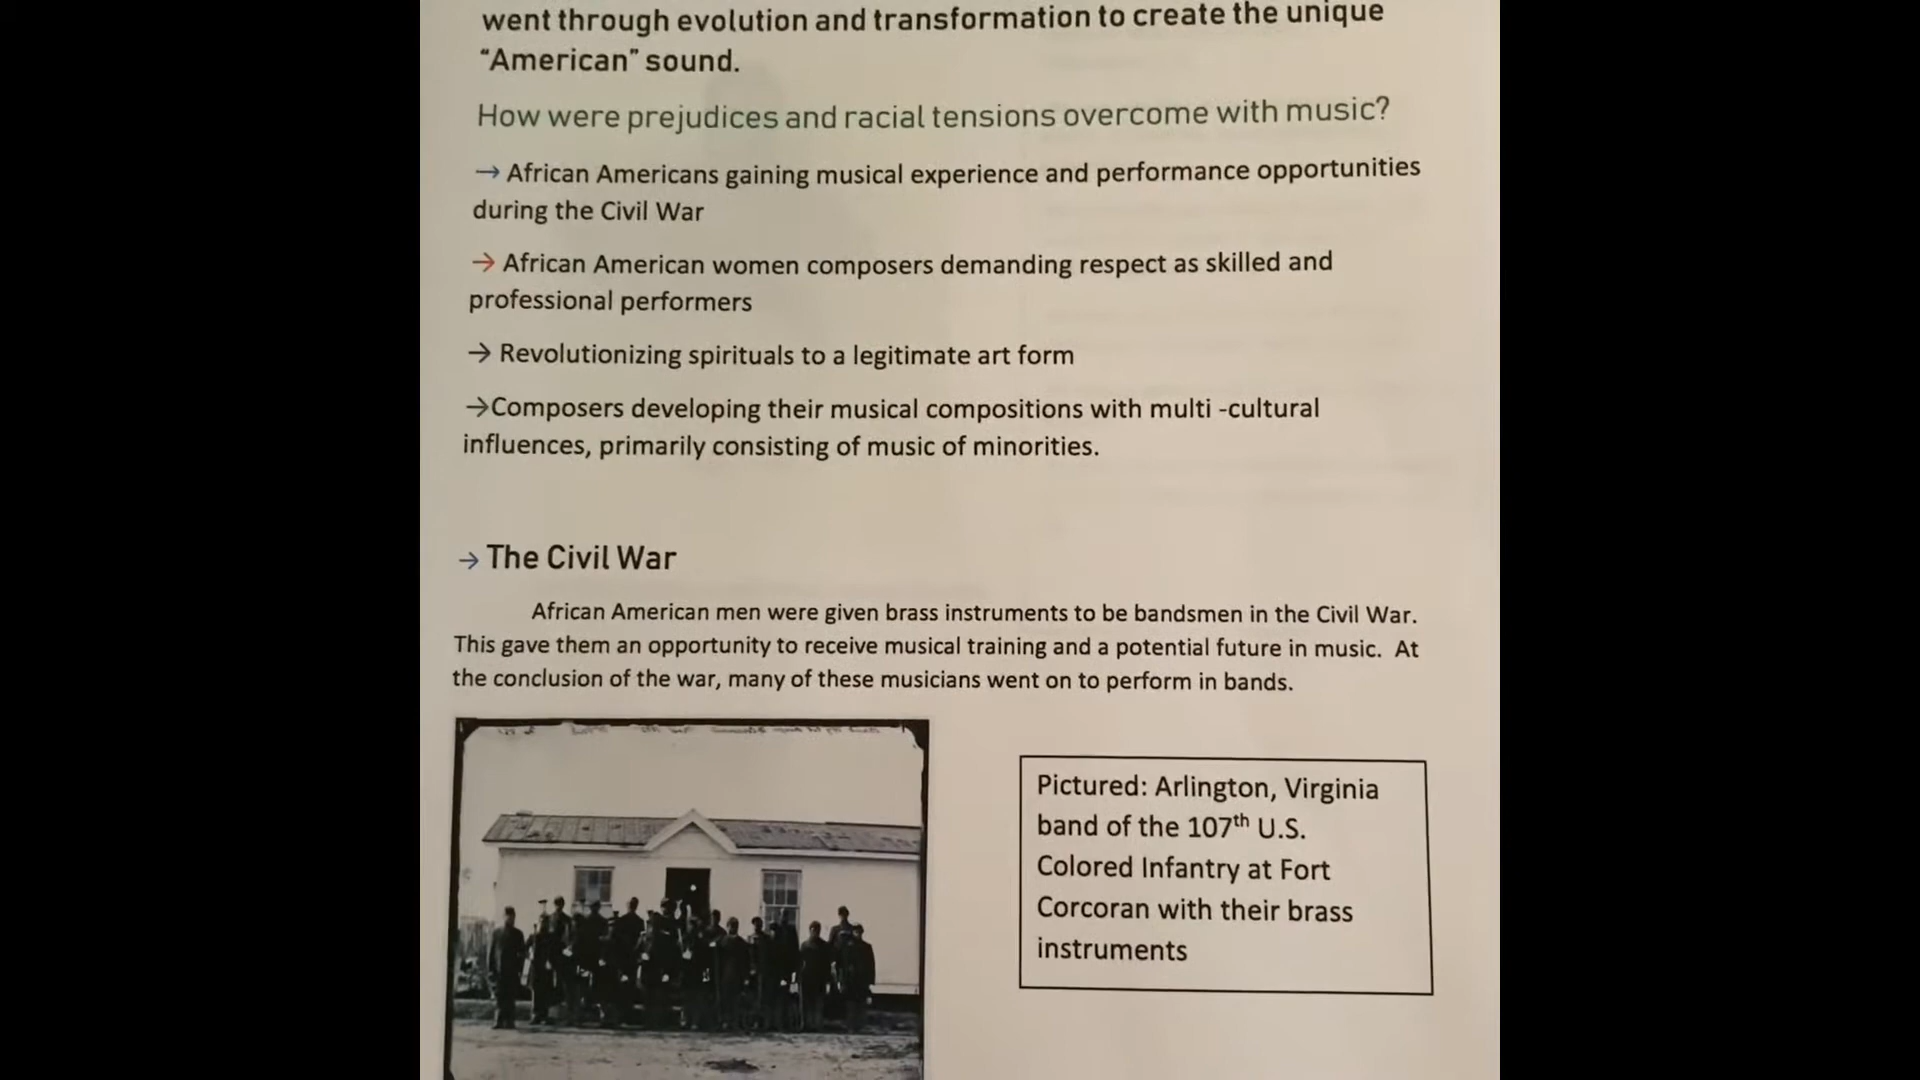 went through evolution and transformation to create the unique
“American” sound.
How were prejudices and racial tensions overcome with music?
→ African Americans gaining musical experience and performance opportunities
during the Civil War
→ African American women composers demanding respect as skilled and
professional performers
→ Revolutionizing spirituals to a legitimate art form
→Composers developing their musical compositions with multi -cultural
influences, primarily consisting of music of minorities.
→ The Civil War
African American men were given brass instruments to be bandsmen in the Civil War.
This gave them an opportunity to receive musical training and a potential future in music. At
the conclusion of the war, many of these musicians went on to perform in bands.
Pictured: Arlington, Virginia
band of the 107th U.S.
Colored Infantry at Fort
Corcoran with their brass
instruments